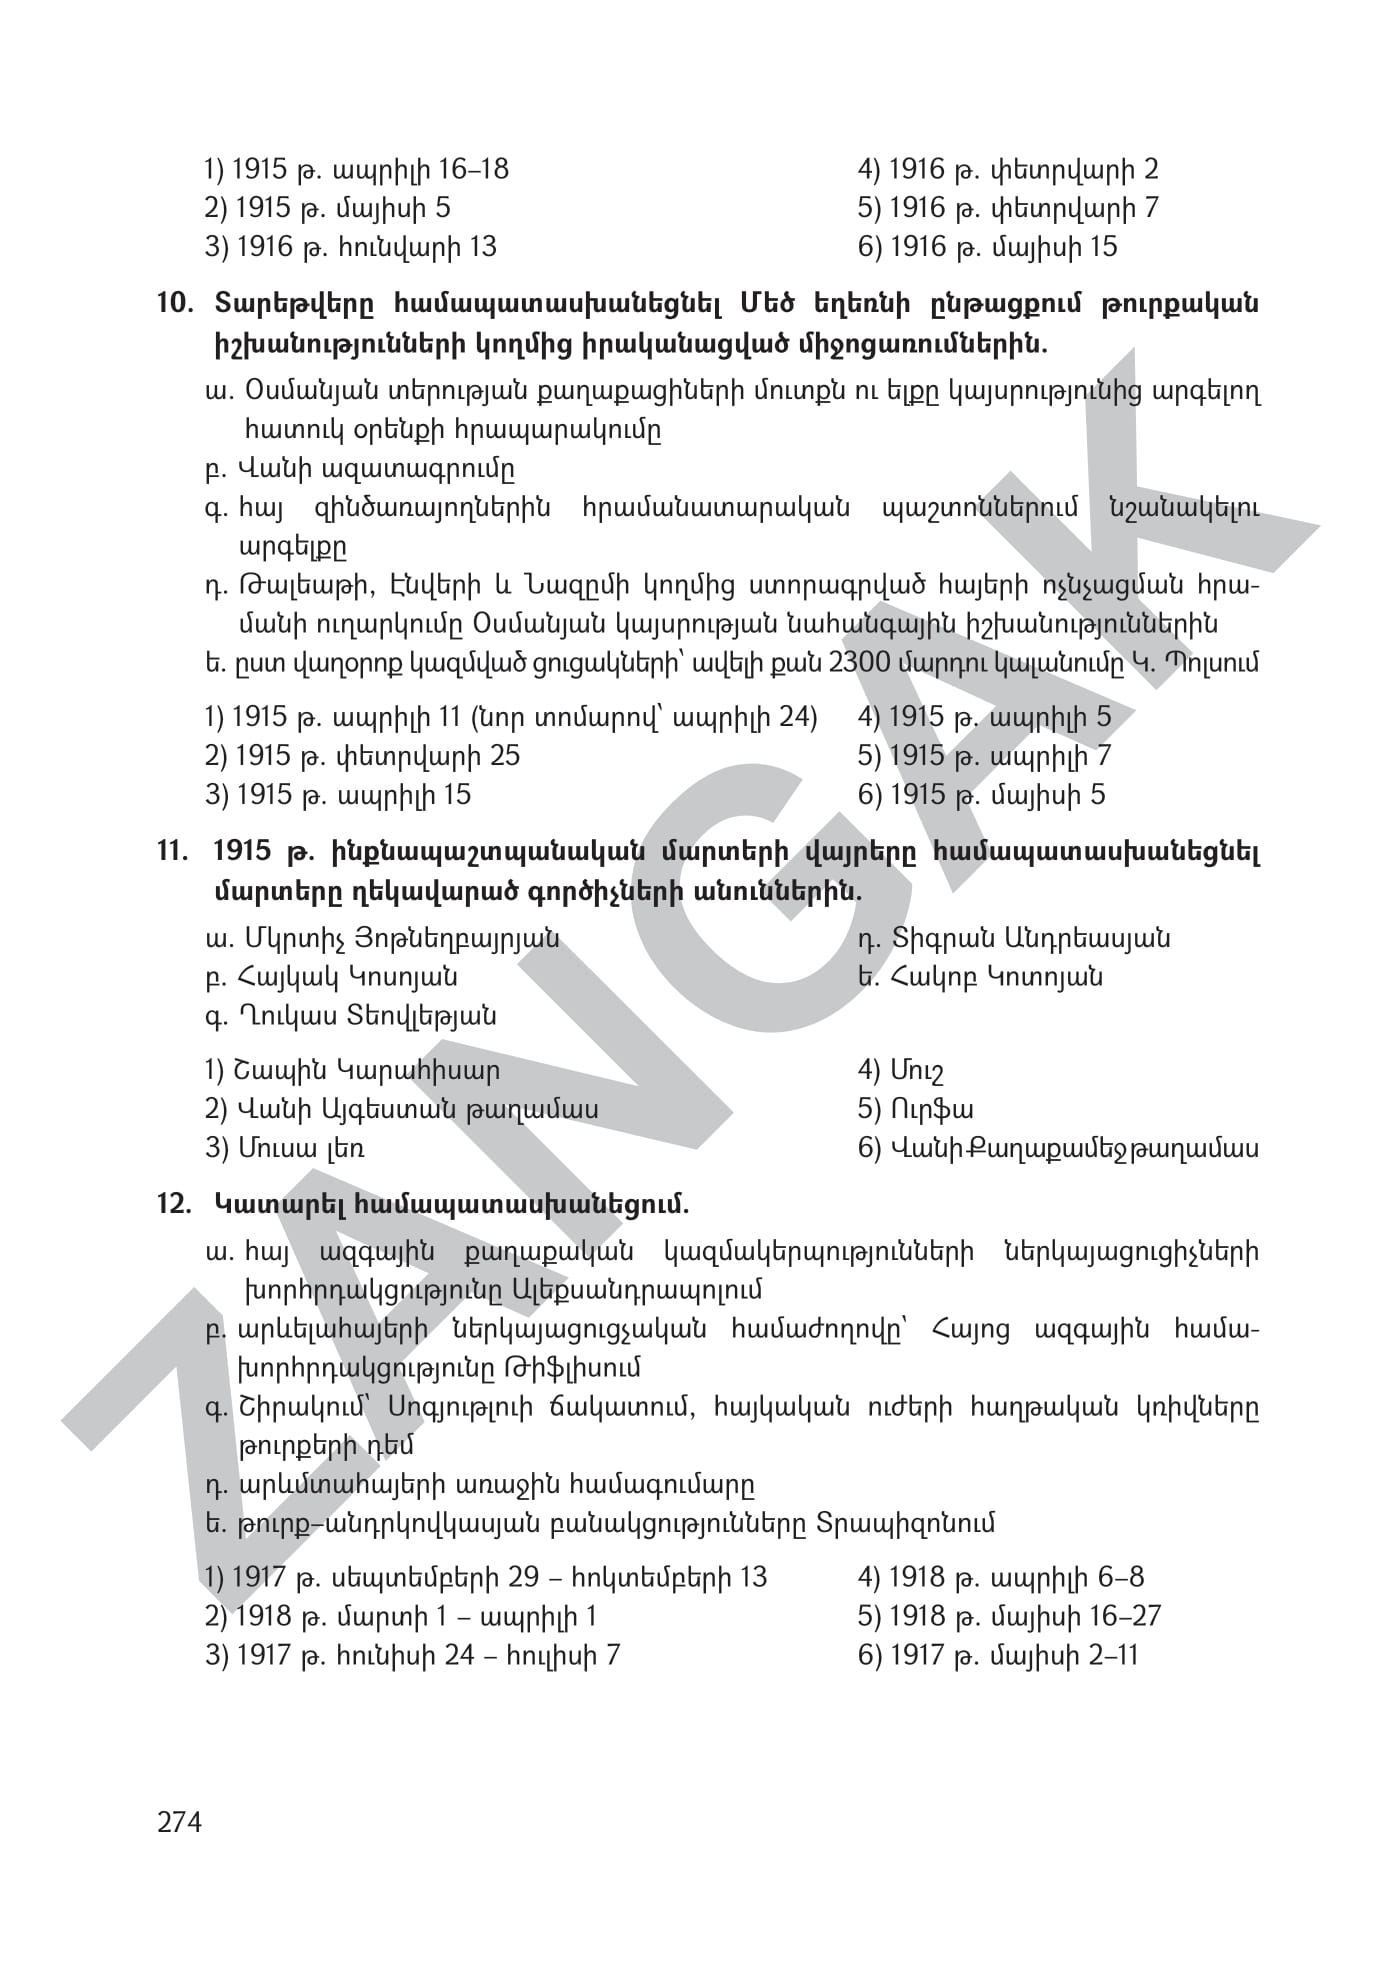 1) 1915 թ. ապրիլի 16–18
2) 1915 թ. մայիսի 5
3) 1916 թ. հունվարի 13
4) 1916 թ. փետրվարի 2
5) 1916 թ. փետրվարի 7
6) 1916 թ. մայիսի 15
10. Տարեթվերը համապատասխանեցնել Մեծ եղեռնի ընթացքում թուրքական
իշխանությունների կողմից իրականացված միջոցառումներին.
ա. Օսմանյան տերության քաղաքացիների մուտքն ու ելքը կայսրությունից արգելող
հատուկ օրենքի հրապարակումը
բ. Վանի ազատագրումը
գ. հայ զինծառայողներին հրամանատարական պաշտոններում նշանակելու
արգելքը
դ. Թալեաթի, Էնվերի և Նազըմի կողմից ստորագրված հայերի ոչնչացման հրա-
մանի ուղարկումը Օսմանյան կայսրության նահանգային իշխանություններին
ե. ըստ վաղօրոք կազմված ցուցակների՝ ավելի քան 2300 մարդու կալանումը Կ. Պոլսում
1) 1915 թ. ապրիլի 11 (նոր տոմարով՝ ապրիլի 24)
2) 1915 թ. փետրվարի 25
3) 1915 թ. ապրիլի 15
4) 1915 թ. ապրիլի 5
5) 1915 թ. ապրիլի 7
6) 1915 թ. մայիսի 5
11. 1915 թ. ինքնապաշտպանական մարտերի վայրերը համապատասխանեցնել
մարտերը ղեկավարած գործիչների անուններին.
ա. Մկրտիչ Յոթնեղբայրյան
բ. Հայկակ Կոսոյան
գ. Ղուկաս Տեովլեթյան
դ. Տիգրան Անդրեասյան
ե. Հակոբ Կոտոյան
1) Շապին Կարահիսար
2) Վանի Այգեստան թաղամաս
3) Մուսա լեռ
4) Մուշ
5) Ուրֆա
6) Վանի Քաղաքամեջ թաղամաս
12. Կատարել համապատասխանեցում.
ա. հայ ազգային քաղաքական կազմակերպությունների ներկայացուցիչների
խորհրդակցությունը Ալեքսանդրապոլում
բ. արևելահայերի ներկայացուցչական համաժողովը՝ Հայոց ազգային համա-
խորհրդակցությունը Թիֆլիսում
գ. Շիրակում՝ Սոգյութլուի ճակատում, հայկական ուժերի հաղթական կռիվները
թուրքերի դեմ
դ. արևմտահայերի առաջին համագումարը
ե. թուրք–անդրկովկասյան բանակցությունները Տրապիզոնում
1) 1917 թ. սեպտեմբերի 29 – հոկտեմբերի 13
2) 1918 թ. մարտի 1 – ապրիլի 1
3) 1917 թ. հունիսի 24 – հուլիսի 7
4) 1918 թ. ապրիլի 6–8
5) 1918 թ. մայիսի 16–27
6) 1917 թ. մայիսի 2–11
274
ZANGAK